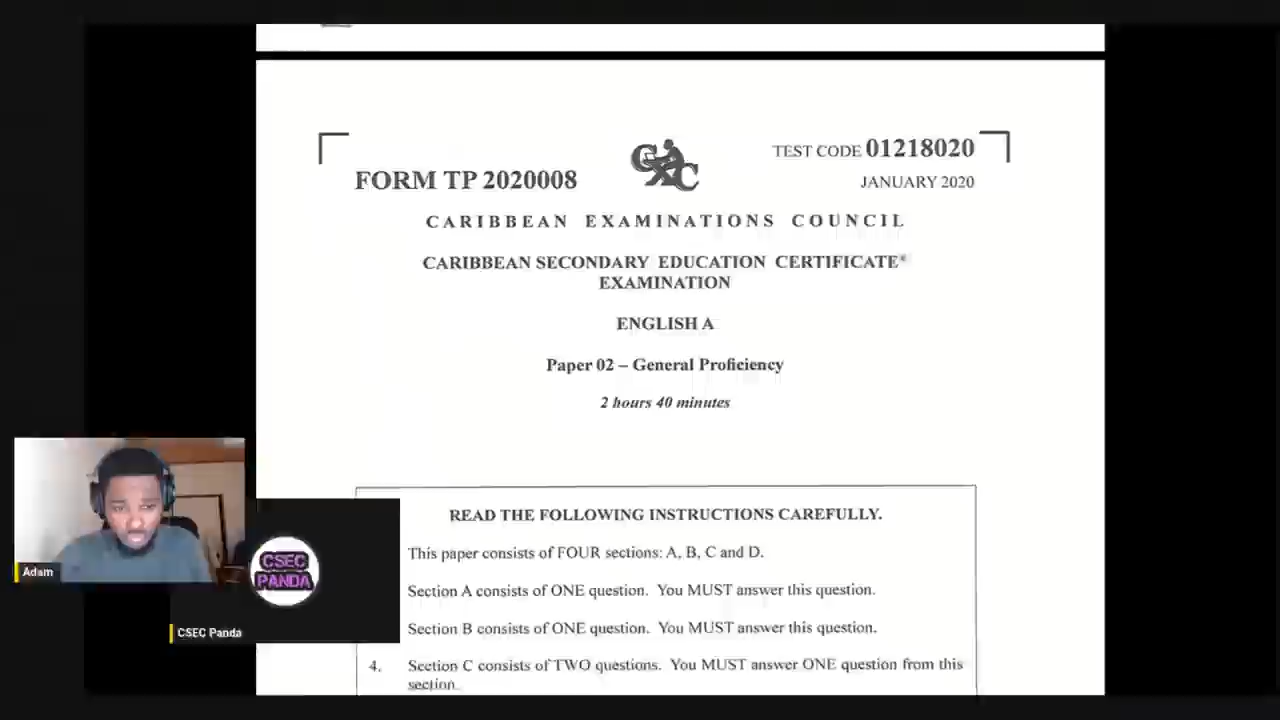 TEST CODE 01218020
FORM TP 2020008
CXC
JANUARY 2020
CARIBBEAN EXAMINATIONS COUNCIL
CARIBBEAN SECONDARY EDUCATION CERTIFICATE®
EXAMINATION
ENGLISH A
Paper 02 – General Proficiency
2 hours 40 minutes
READ THE FOLLOWING INSTRUCTIONS CAREFULLY.
This paper consists of FOUR sections: A, B, C and D.
Section A consists of ONE question. You MUST answer this question.
Section B consists of ONE question. You MUST answer this question.
4. Section C consists of TWO questions. You MUST answer ONE question from this
section.
Adam
CSEC
PANDA
CSEC Panda